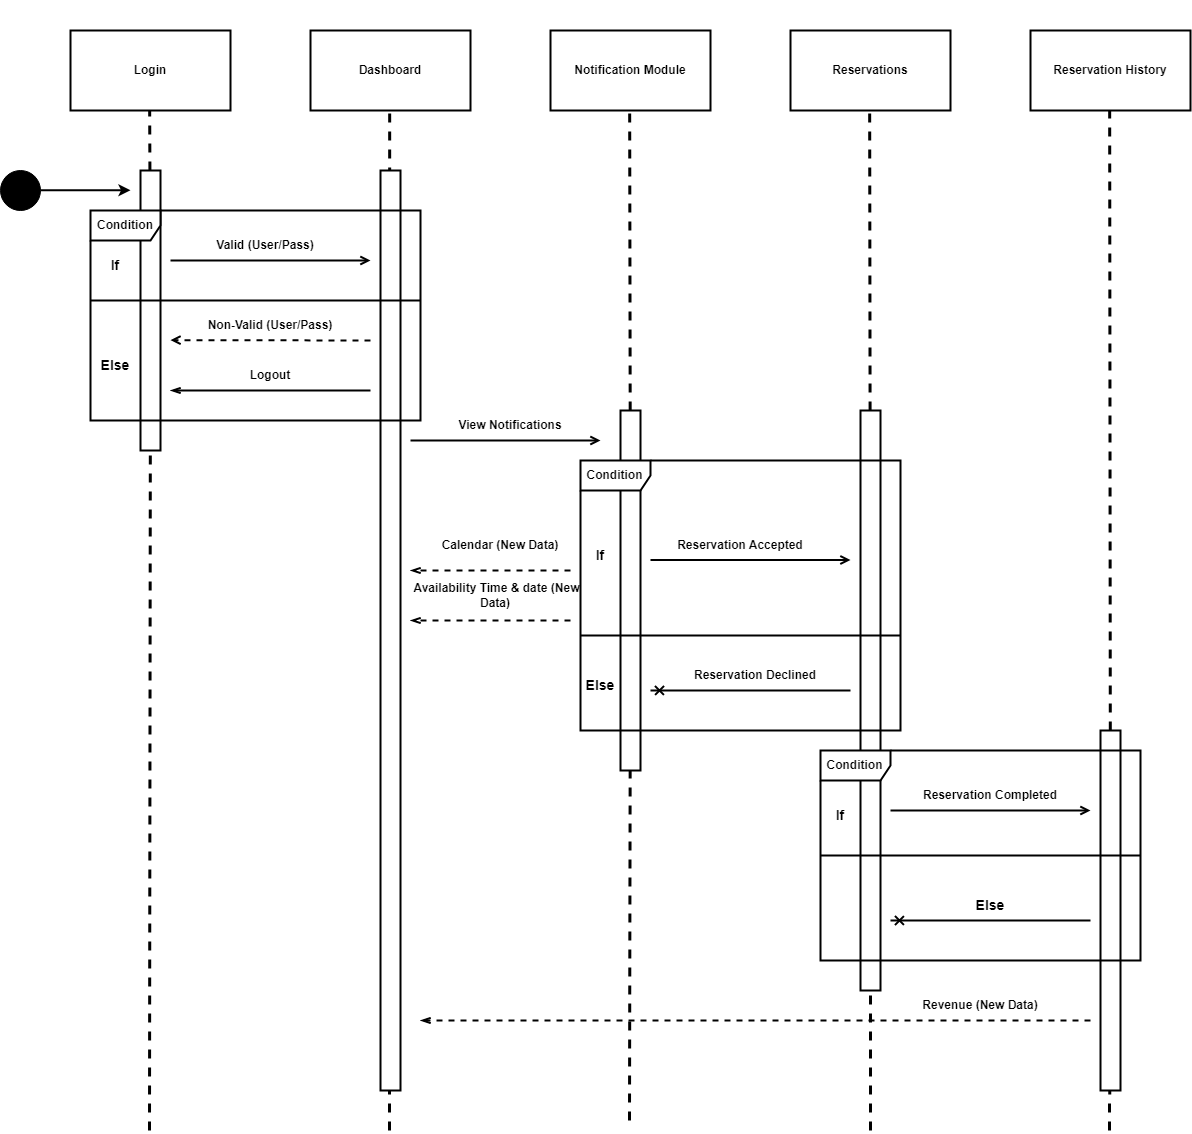 Login
Dashboard
Notification Module
Reservations
Reservation History
Condition
Valid (User/Pass)
If
Non-Valid (User/Pass)
Else
Logout
View Notifications
Condition
Calendar (New Data)
Reservation Accepted
If
Availability Time & date (New
Data)
Reservation Declined
Else
Condition
Reservation Completed
If
Else
Revenue (New Data)